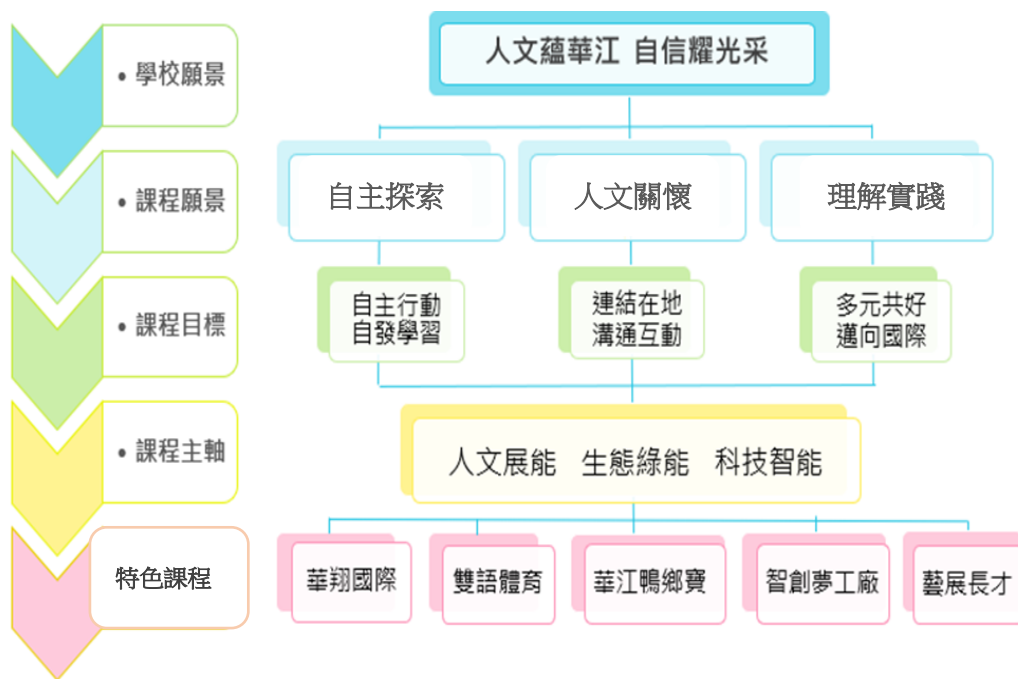 • 學校願景
人文蘊華江 自信耀光采
• 課程願景
自主探索
人文關懷
理解實踐
• 課程目標
自主行動
自發學習
連結在地
溝通互動
多元共好
邁向國際
• 課程主軸
人文展能 生態綠能 科技智能
特色課程
華翔國際
雙語體育
華江鴨鄉寶
智創夢工廠
藝展長才